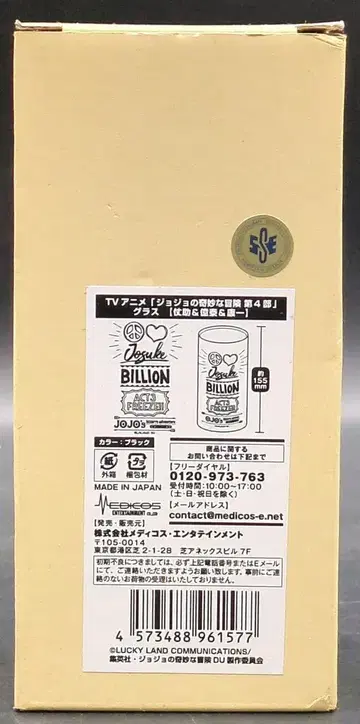 SSE
TVアニメ「ジョジョの奇妙な冒険 第4部」
グラス 【仗助&億泰&康一】
Josuke
BILLION
ACT3
FREEZE!!
JOJO'S
Josuke
BILLION
ACT3
FREEZE!!
JOJO'S
約
155mm
カラー:ブラック
外箱
梱包材
MADE IN JAPAN
MEDICOS
ENTERTAINMENT CO.,LTD
商品に関する
お問い合わせは下記まで
【フリーダイヤル】
0120-973-763
受付時間:10:00~17:00
(土・日・祝日を除く)
【メールアドレス】
contact@medicos-e.net
【発売・販売元】
株式会社メディコス・エンタテインメント
〒105-0014
東京都港区芝2-1-28 芝アネックスビル 7F
初期不良につきましては、必ず上記電話番号またはEメール
にて、ご連絡いただきますようお願い致します。事前にご連
絡のないお荷物の受理はいたしておりません。
4 573488 961577
©LUCKY LAND COMMUNICATIONS/
集英社・ジョジョの奇妙な冒険 DU製作委員会